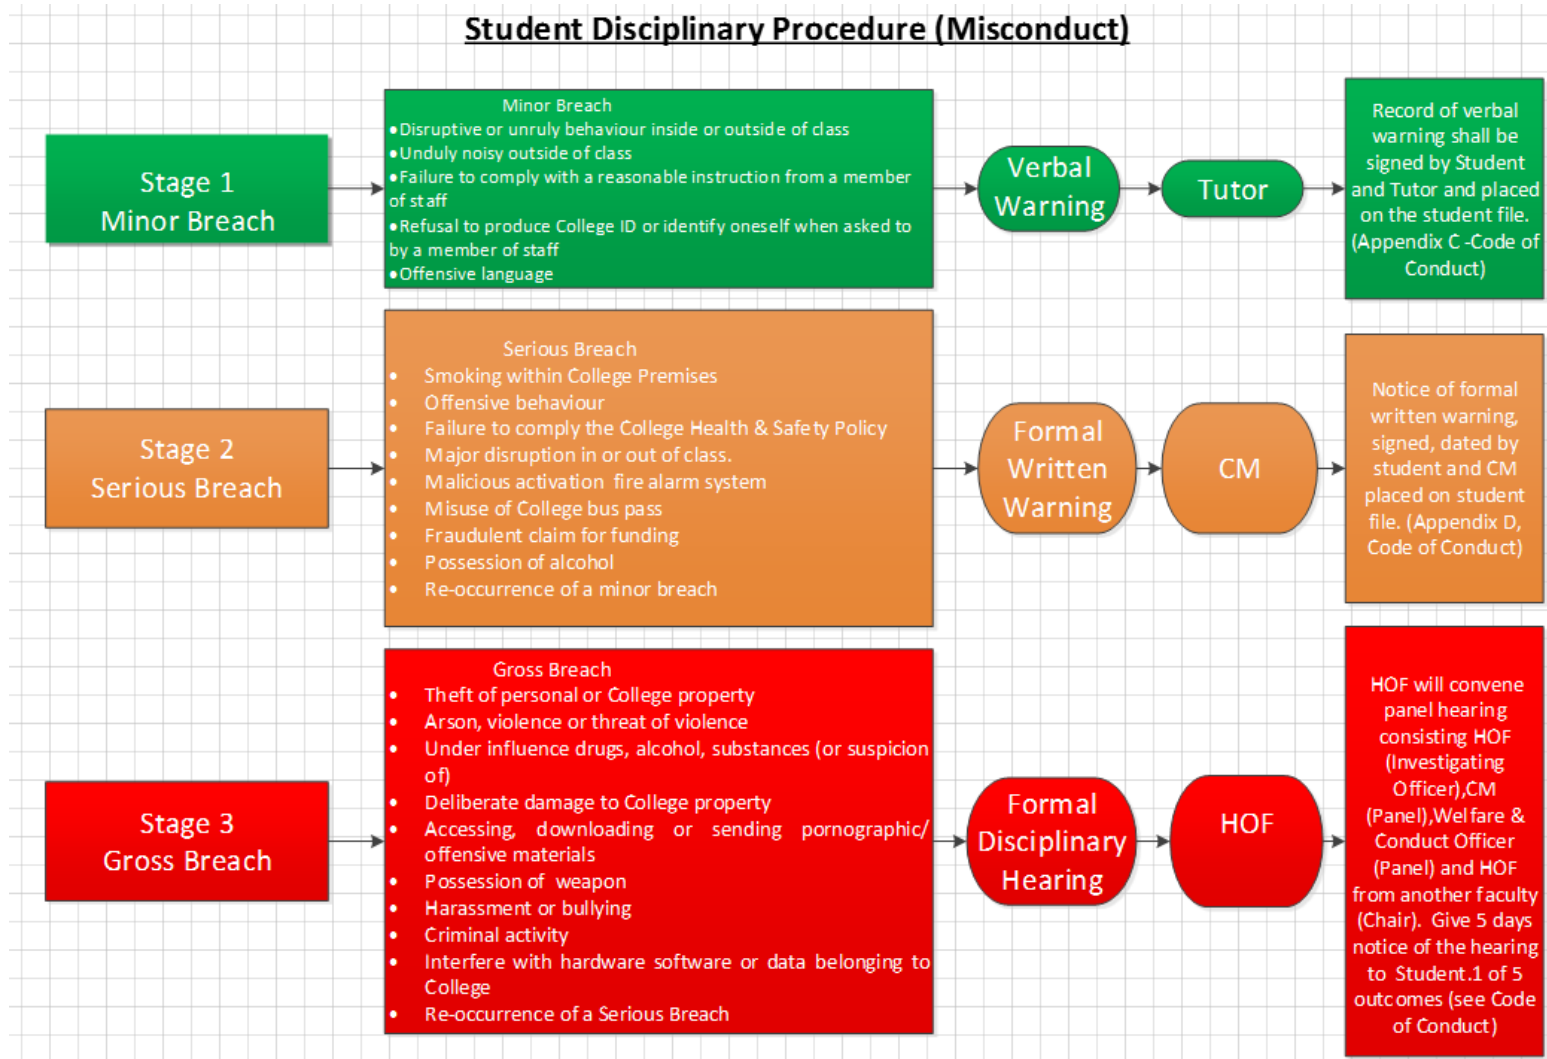 Student Disciplinary Procedure (Misconduct)
Stage 1
Minor Breach
Minor Breach
●Disruptive or unruly behaviour inside or outside of class
●Unduly noisy outside of class
●Failure to comply with a reasonable instruction from a member
of staff
●Refusal to produce College ID or identify oneself when asked to
by a member of staff
●Offensive language
Verbal
Warning
Tutor
Record of verbal
warning shall be
signed by Student
and Tutor and placed
on the student file.
(Appendix C -Code of
Conduct)
Stage 2
Serious Breach
Serious Breach
• Smoking within College Premises
• Offensive behaviour
• Failure to comply the College Health & Safety Policy
• Major disruption in or out of class.
• Malicious activation fire alarm system
• Misuse of College bus pass
• Fraudulent claim for funding
• Possession of alcohol
• Re-occurrence of a minor breach
Formal
Written
Warning
CM
Notice of formal
written warning,
signed, dated by
student and CM
placed on student
file. (Appendix D,
Code of Conduct)
Stage 3
Gross Breach
Gross Breach
• Theft of personal or College property
• Arson, violence or threat of violence
• Under influence drugs, alcohol, substances (or suspicion
of)
• Deliberate damage to College property
• Accessing, downloading or sending pornographic/
offensive materials
• Possession of weapon
• Harassment or bullying
• Criminal activity
• Interfere with hardware software or data belonging to
College
• Re-occurrence of a Serious Breach
Formal
Disciplinary
Hearing
HOF
HOF will convene
panel hearing
consisting HOF
(Investigating
Officer),CM
(Panel),Welfare &
Conduct Officer
(Panel) and HOF
from another faculty
(Chair). Give 5 days
notice of the hearing
to Student.1 of 5
outcomes (see Code
of Conduct)